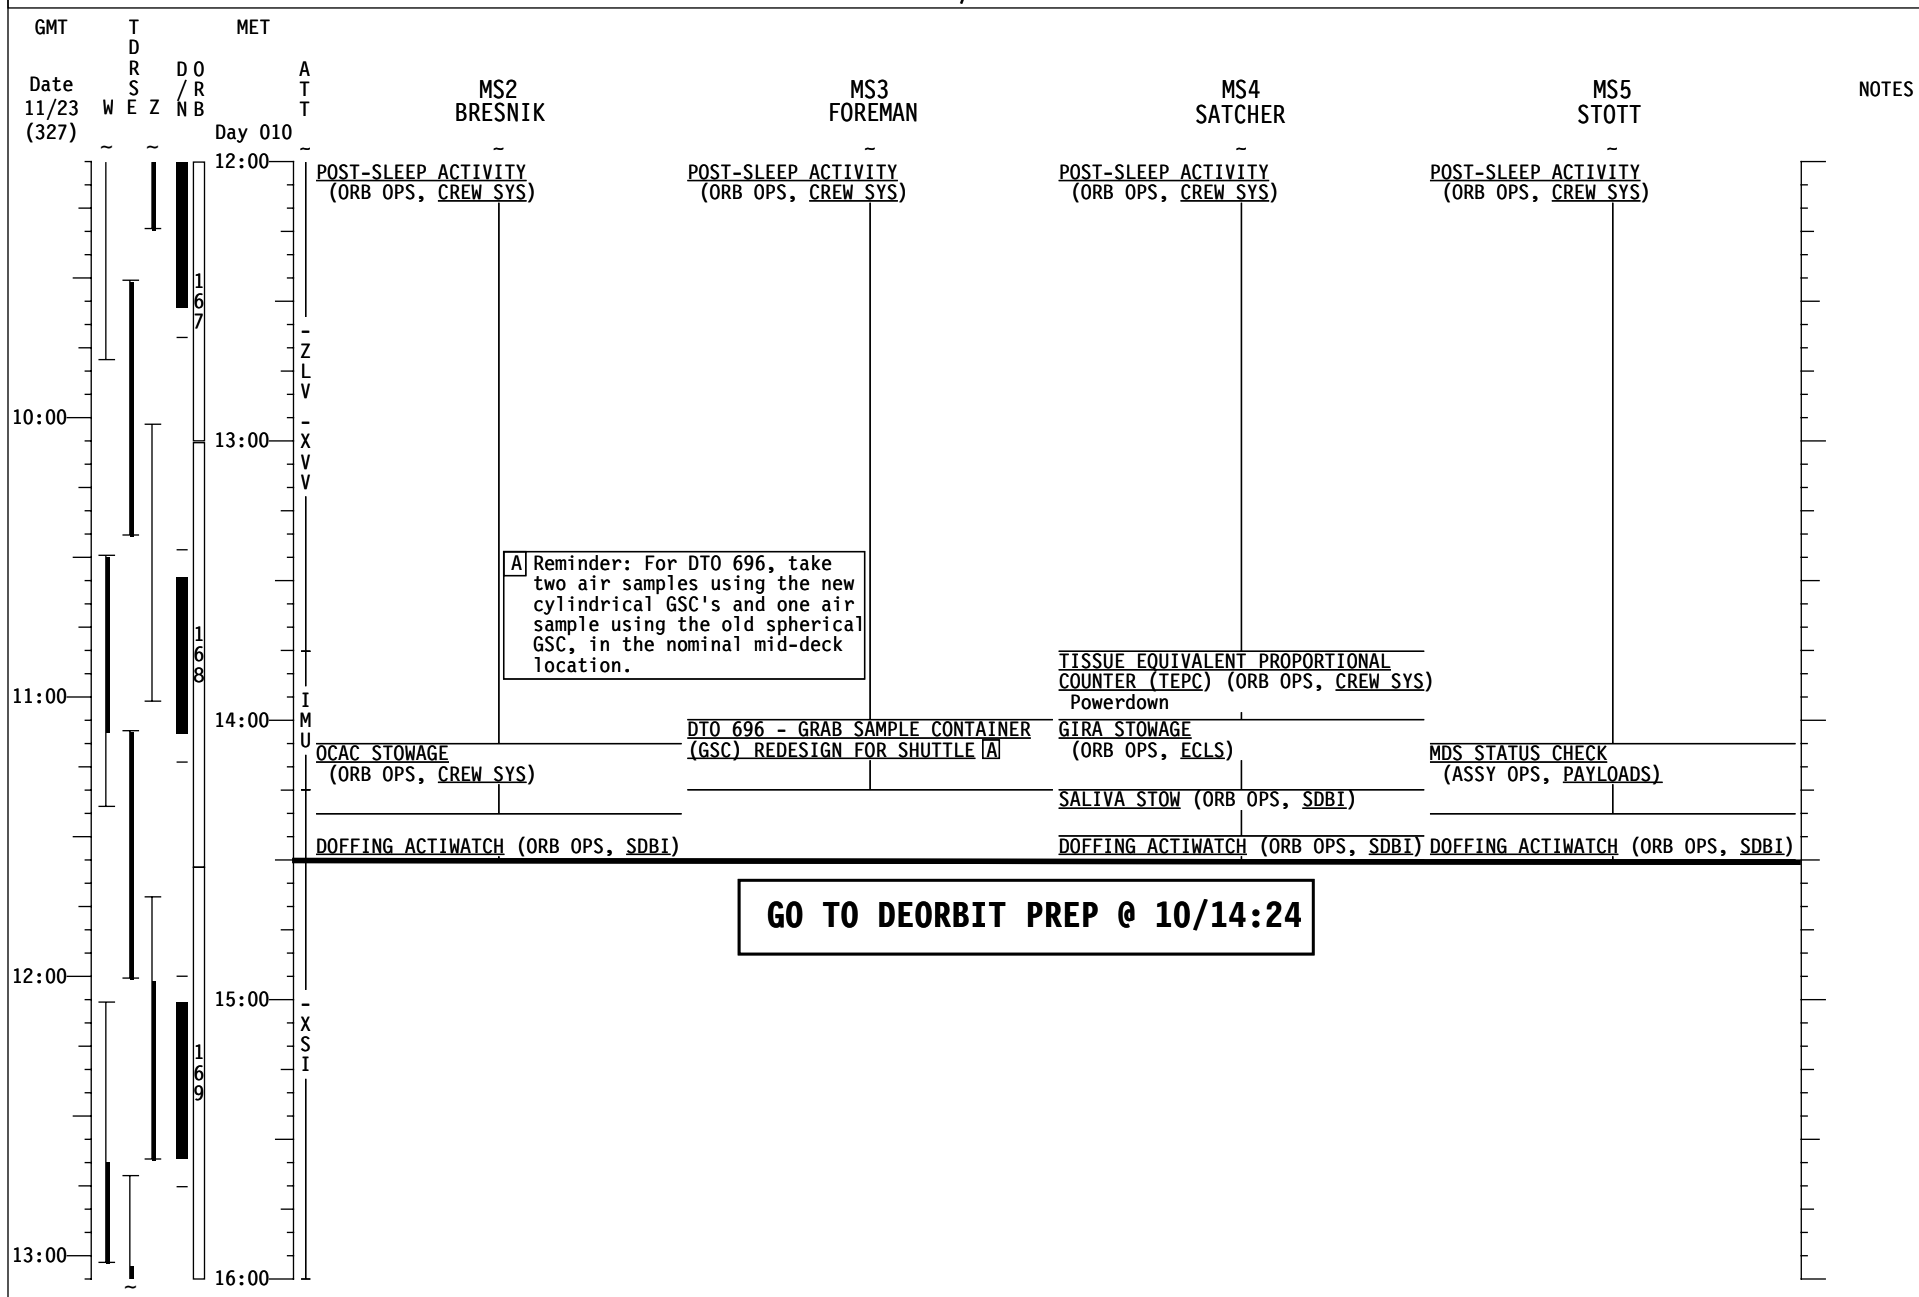 GMT
TDRS
MET
Date
11/23
(327)
W E Z
D/N
ORB
ATT
Day 010
MS2
BRESNIK
MS3
FOREMAN
MS4
SATCHER
MS5
STOTT
NOTES
~ ~ ~ ~ ~ ~ ~
12:00
POST-SLEEP ACTIVITY
(ORB OPS, CREW SYS)
POST-SLEEP ACTIVITY
(ORB OPS, CREW SYS)
POST-SLEEP ACTIVITY
(ORB OPS, CREW SYS)
POST-SLEEP ACTIVITY
(ORB OPS, CREW SYS)
167
-ZLV
-XVV
10:00
13:00
A Reminder: For DTO 696, take
two air samples using the new
cylindrical GSC's and one air
sample using the old spherical
GSC, in the nominal mid-deck
location.
168
11:00
IMU
14:00
TISSUE EQUIVALENT PROPORTIONAL
COUNTER (TEPC) (ORB OPS, CREW SYS)
Powerdown
DTO 696 - GRAB SAMPLE CONTAINER
(GSC) REDESIGN FOR SHUTTLE A
GIRA STOWAGE
(ORB OPS, ECLS)
OCAC STOWAGE
(ORB OPS, CREW SYS)
MDS STATUS CHECK
(ASSY OPS, PAYLOADS)
SALIVA STOW (ORB OPS, SDBI)
DOFFING ACTIWATCH (ORB OPS, SDBI)
DOFFING ACTIWATCH (ORB OPS, SDBI)
DOFFING ACTIWATCH (ORB OPS, SDBI)
GO TO DEORBIT PREP @ 10/14:24
12:00
15:00
-XSI
169
13:00
16:00
~